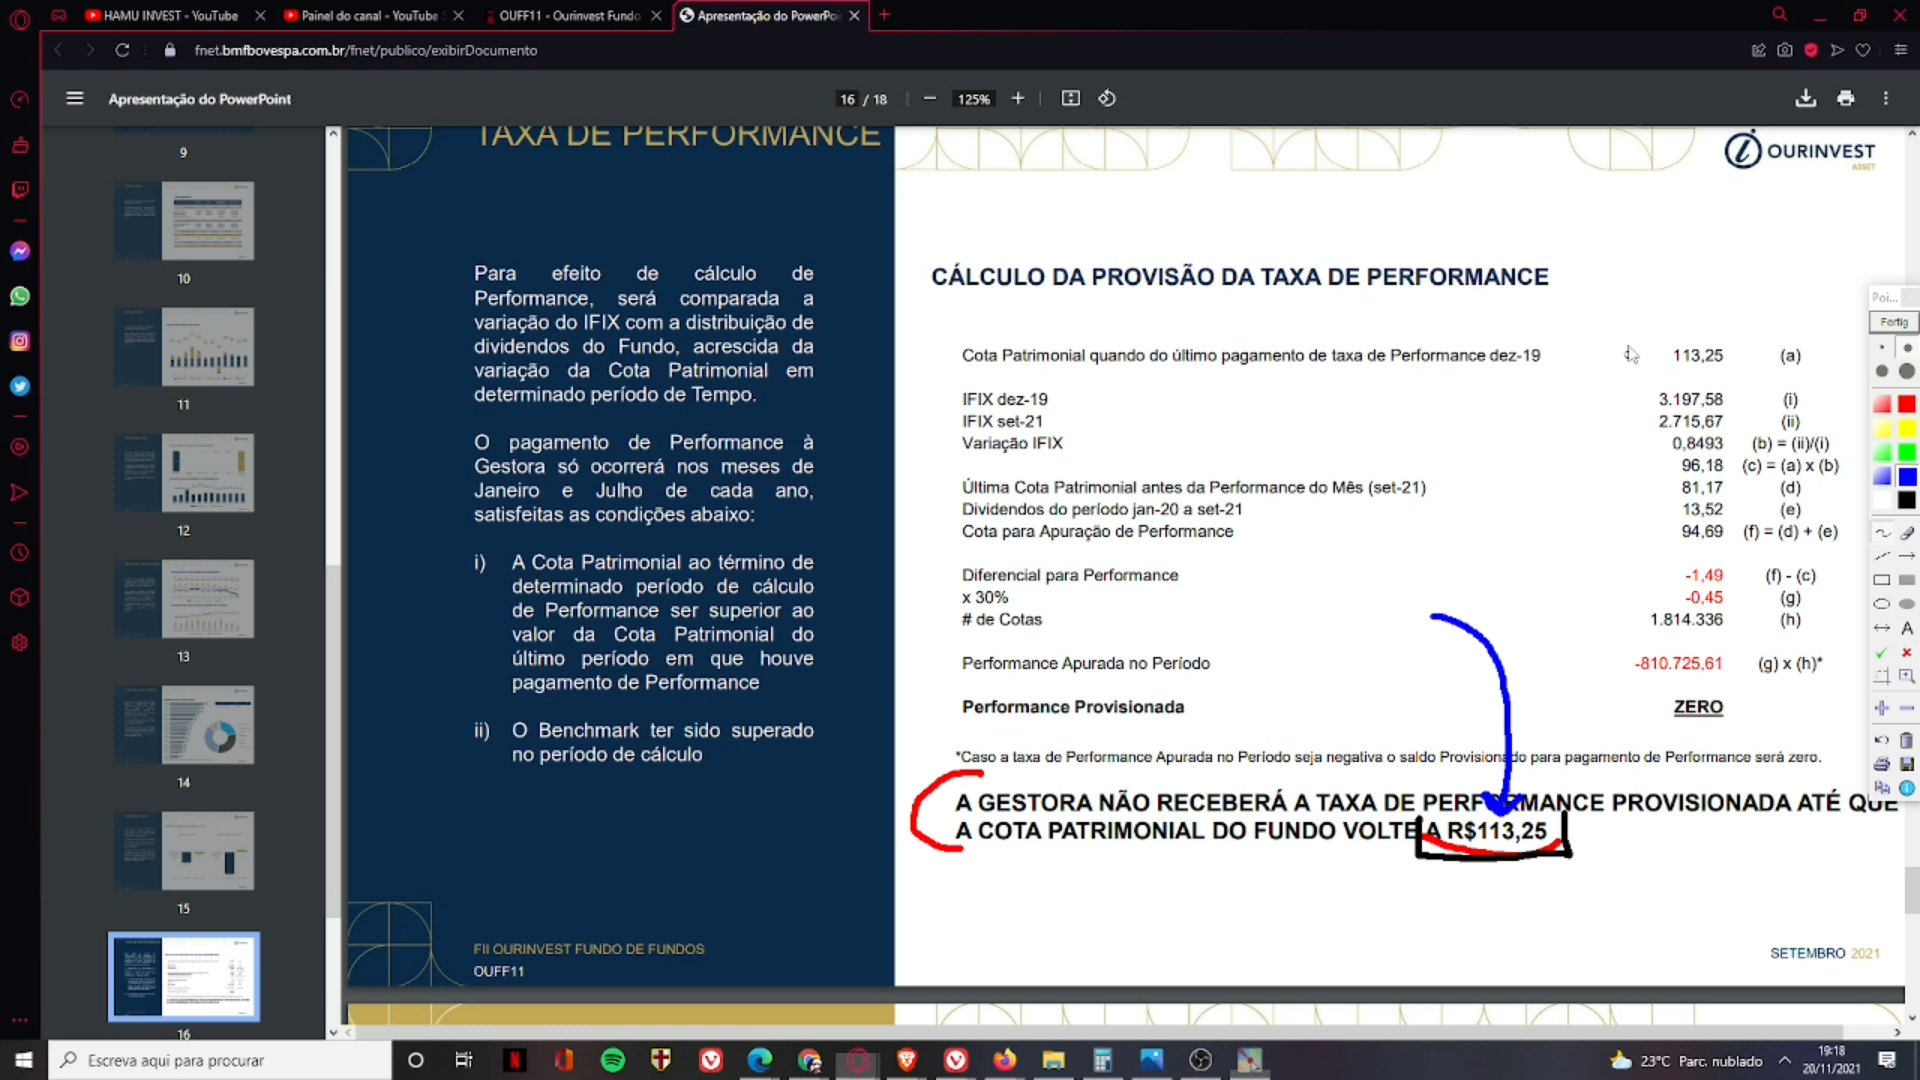 HAMU INVEST - YouTube
Painel do canal - YouTube
OUFF11 - Ourinvest Fundo
Apresentação do PowerPoi
fnet.bmfbovespa.com.br/fnet/publico/exibirDocumento
Apresentação do PowerPoint
16 / 18
125%
9
10
11
12
13
14
15
16
TAXA DE PERFORMANCE
Para efeito de cálculo de
Performance, será comparada a
variação do IFIX com a distribuição de
dividendos do Fundo, acrescida da
variação da Cota Patrimonial em
determinado período de Tempo.
O pagamento de Performance à
Gestora só ocorrerá nos meses de
Janeiro e Julho de cada ano,
satisfeitas as condições abaixo:
i) A Cota Patrimonial ao término de
determinado período de cálculo
de Performance ser superior ao
valor da Cota Patrimonial do
último período em que houve
pagamento de Performance
ii) O Benchmark ter sido superado
no período de cálculo
FII OURINVEST FUNDO DE FUNDOS
OUFF11
OURINVEST
ASSET
CÁLCULO DA PROVISÃO DA TAXA DE PERFORMANCE
Cota Patrimonial quando do último pagamento de taxa de Performance dez-19 113,25 (a)
IFIX dez-19 3.197,58 (i)
IFIX set-21 2.715,67 (ii)
Variação IFIX 0,8493 (b) = (ii)/(i)
96,18 (c) = (a) x (b)
Última Cota Patrimonial antes da Performance do Mês (set-21) 81,17 (d)
Dividendos do período jan-20 a set-21 13,52 (e)
Cota para Apuração de Performance 94,69 (f) = (d) + (e)
Diferencial para Performance -1,49 (f) - (c)
x 30% -0,45 (g)
# de Cotas 1.814.336 (h)
Performance Apurada no Período -810.725,61 (g) x (h)*
Performance Provisionada ZERO
*Caso a taxa de Performance Apurada no Período seja negativa o saldo Provisionado para pagamento de Performance será zero.
A GESTORA NÃO RECEBERÁ A TAXA DE PERFORMANCE PROVISIONADA ATÉ QUE
A COTA PATRIMONIAL DO FUNDO VOLTE A R$113,25
SETEMBRO 2021
Poi...
Fertig
A
Escreva aqui para procurar
23°C Parc. nublado
19:18
20/11/2021